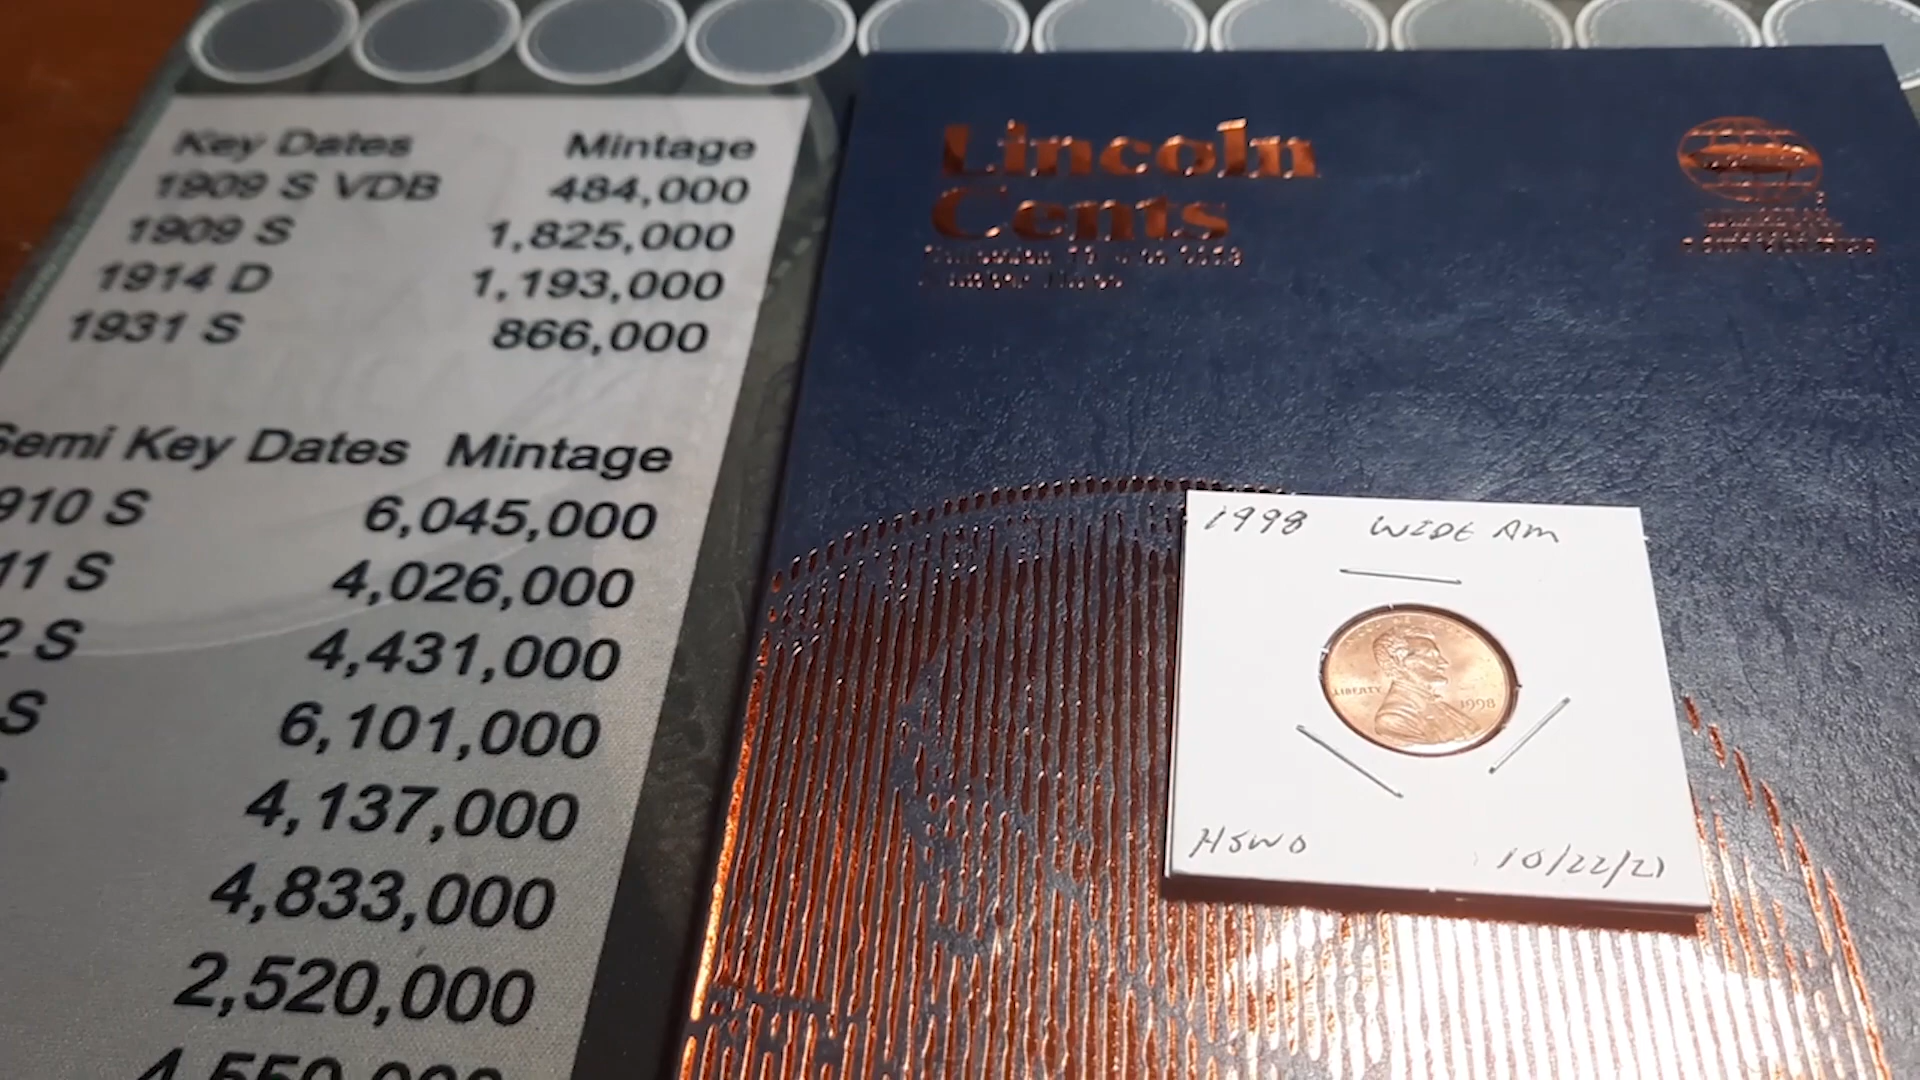 Key Dates Mintage
1909 S VDB 484,000
1909 S 1,825,000
1914 D 1,193,000
1931 S 866,000
Semi Key Dates Mintage
910 S 6,045,000
11 S 4,026,000
2 S 4,431,000
S 6,101,000
4,137,000
4,833,000
2,520,000
4,550,000
Lincoln
Cents
1998 WIDE AM
LIBERTY
1998
HSWO 10/22/21